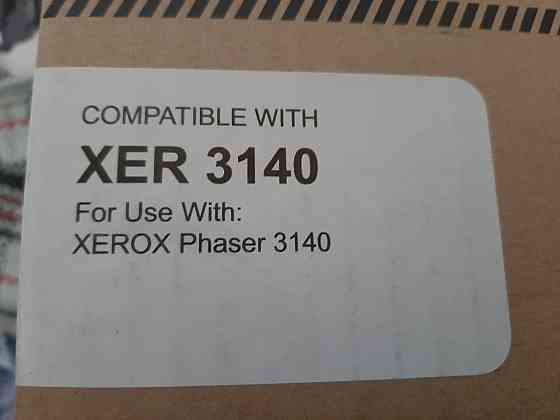 COMPATIBLE WITH
XER 3140
For Use With:
XEROX Phaser 3140